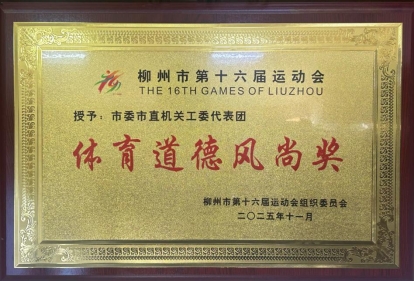 柳州市第十六届运动会
THE 16TH GAMES OF LIUZHOU
授予：市委市直机关工委代表团
体育道德风尚奖
柳州市第十六届运动会组织委员会
二〇二五年十一月